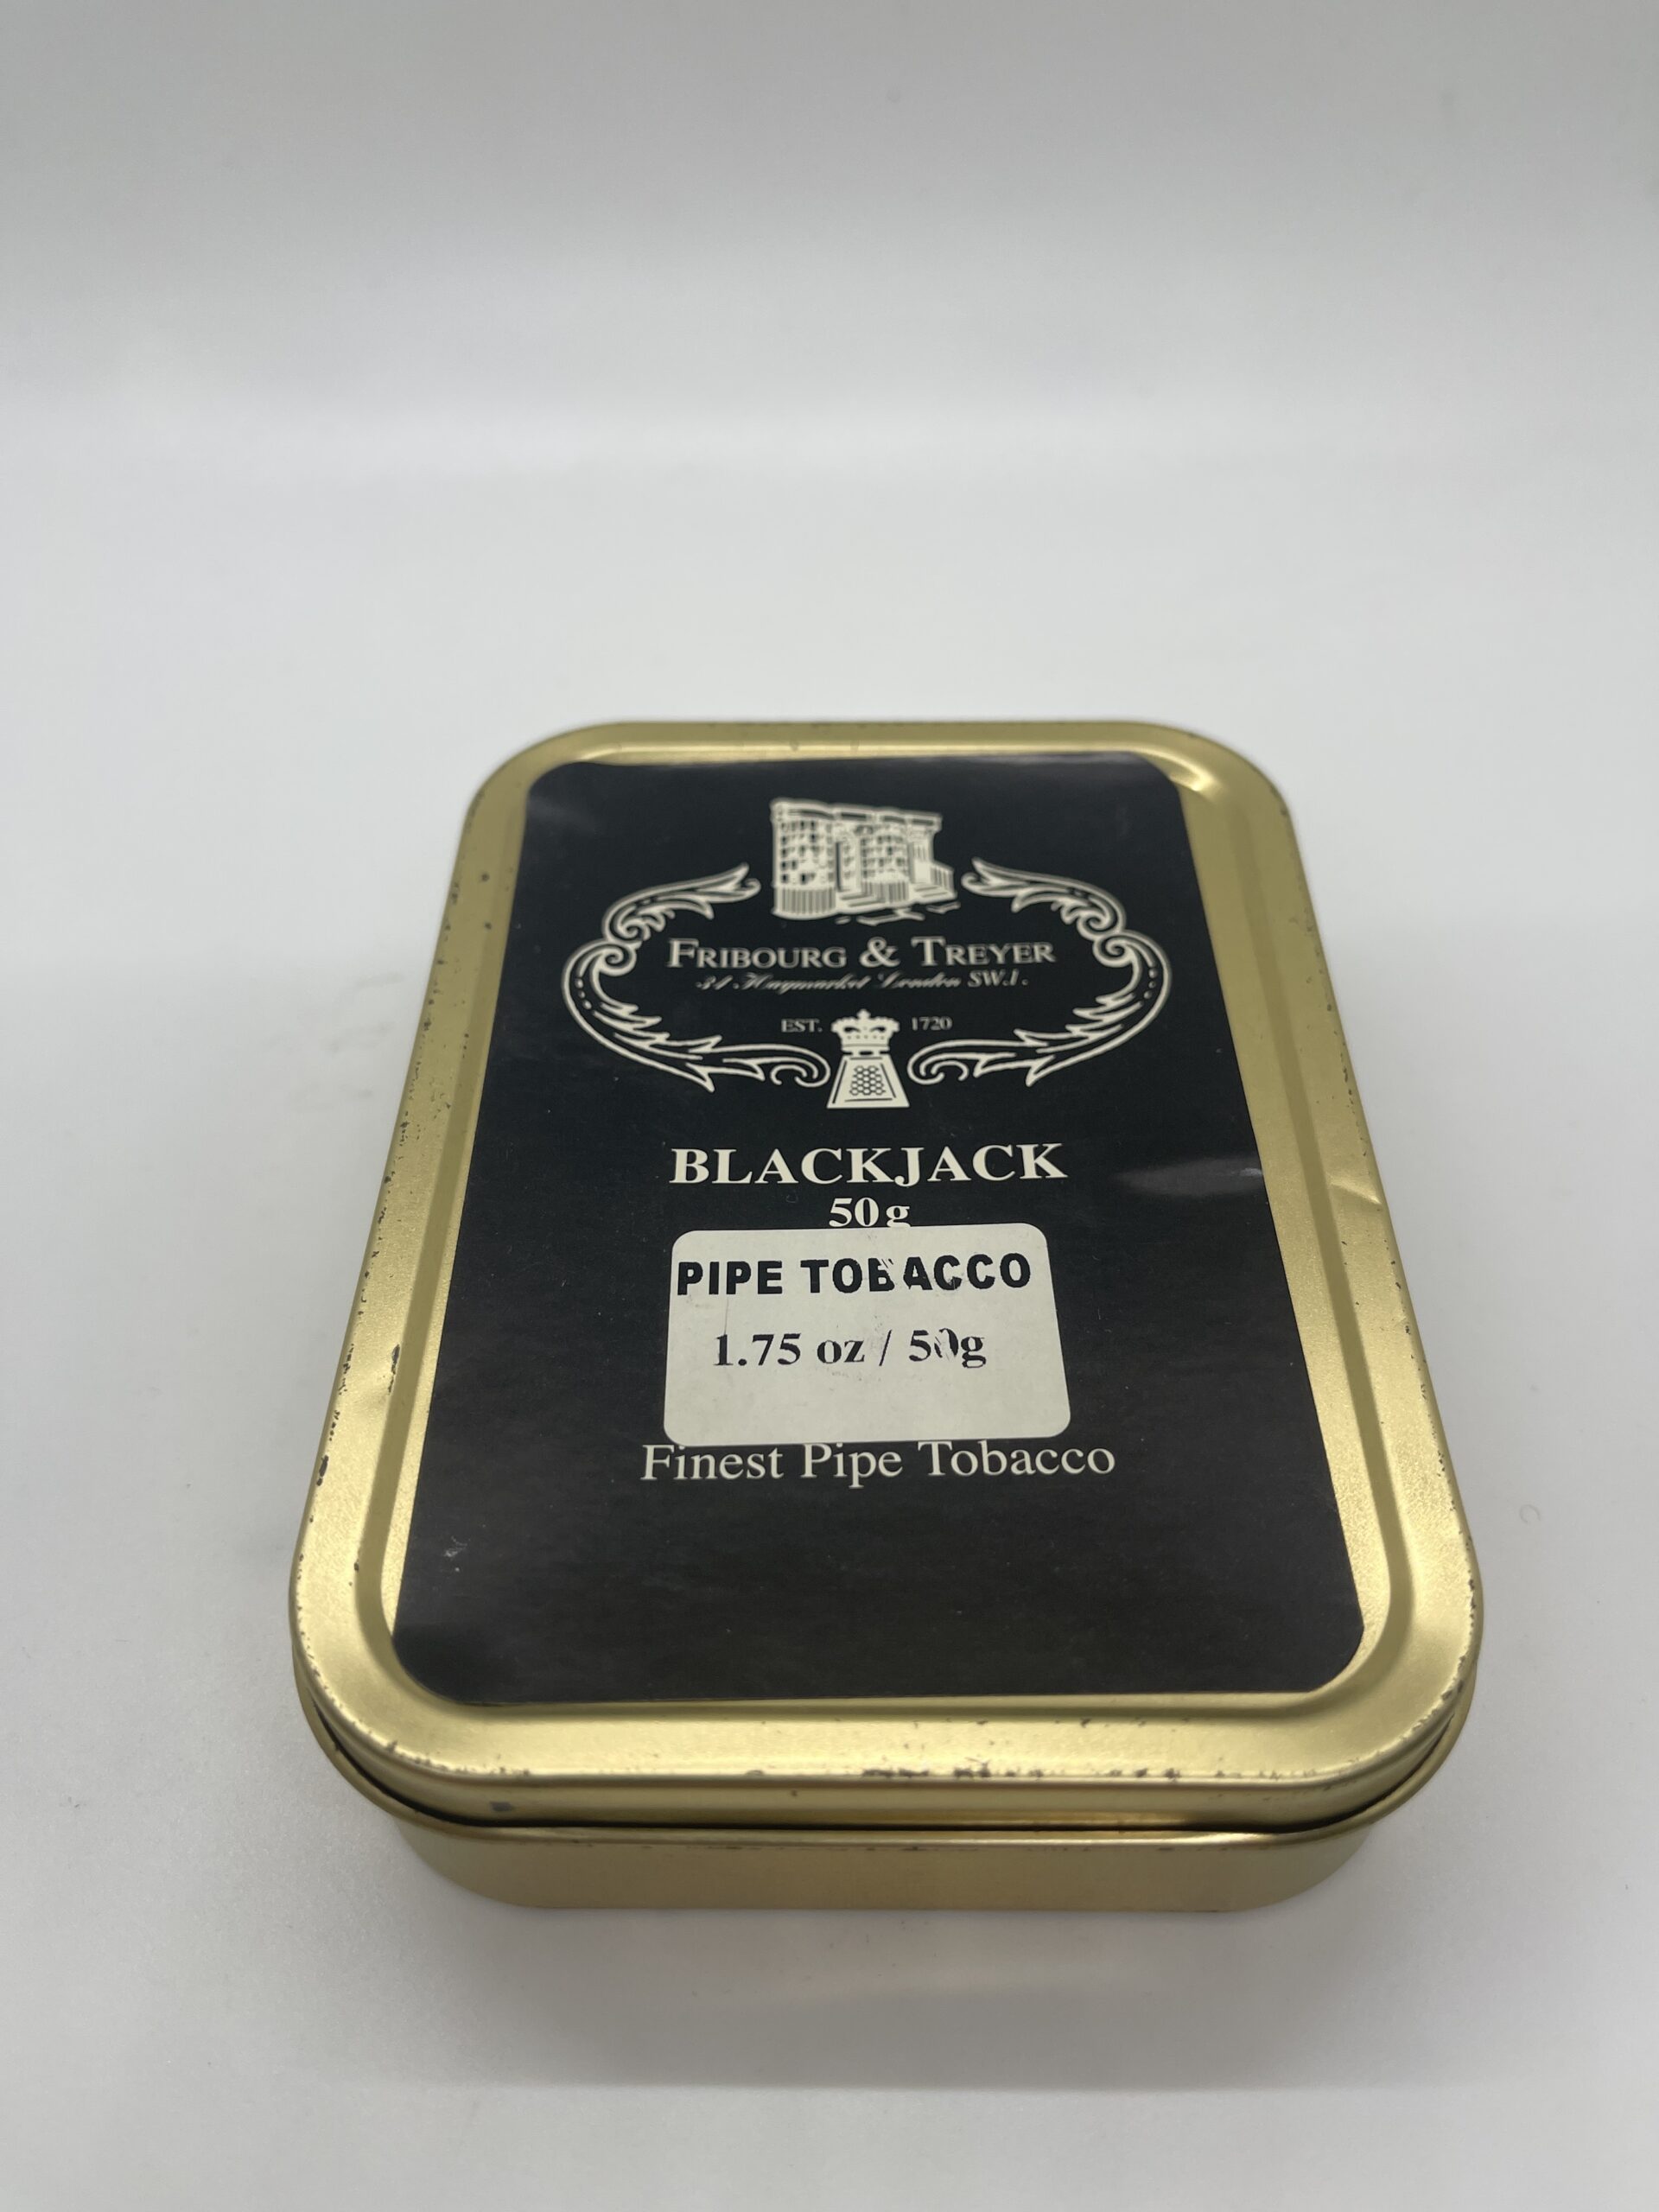 FRIBOURG & TREYER
34 Haymarket London SW.1.
EST. 1720
BLACKJACK
50g
PIPE TOBACCO
1.75 oz / 50g
Finest Pipe Tobacco